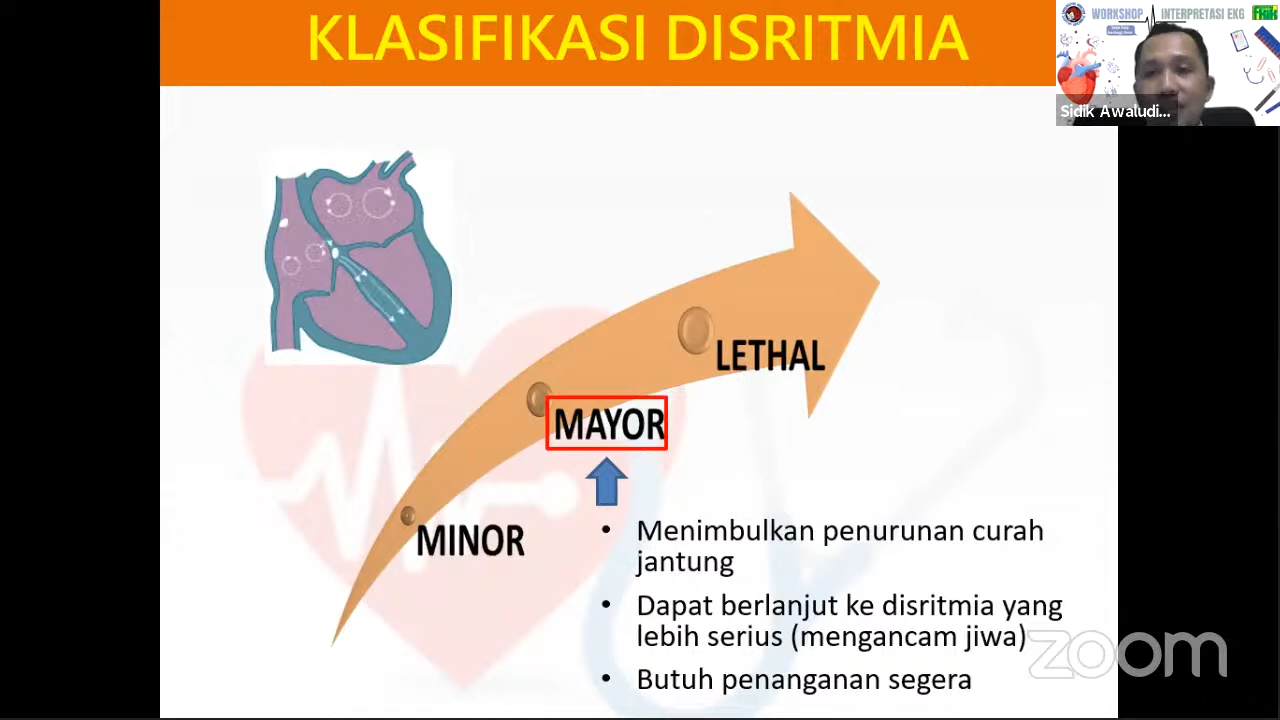 KLASIFIKASI DISRITMIA
WORKSHOP INTERPRETASI EKG
Sidik Awaludi...
LETHAL
MAYOR
MINOR
• Menimbulkan penurunan curah
jantung
• Dapat berlanjut ke disritmia yang
lebih serius (mengancam jiwa)
• Butuh penanganan segera
zoom